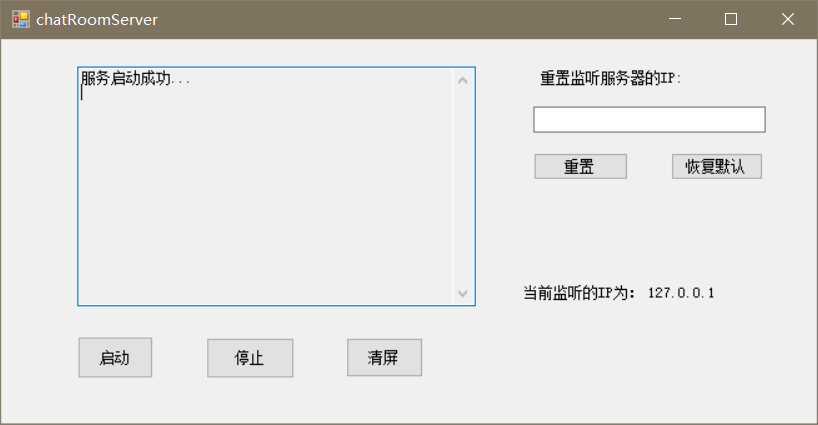 chatRoomServer
服务启动成功...
重置监听服务器的IP:
重置
恢复默认
当前监听的IP为: 127.0.0.1
启动
停止
清屏